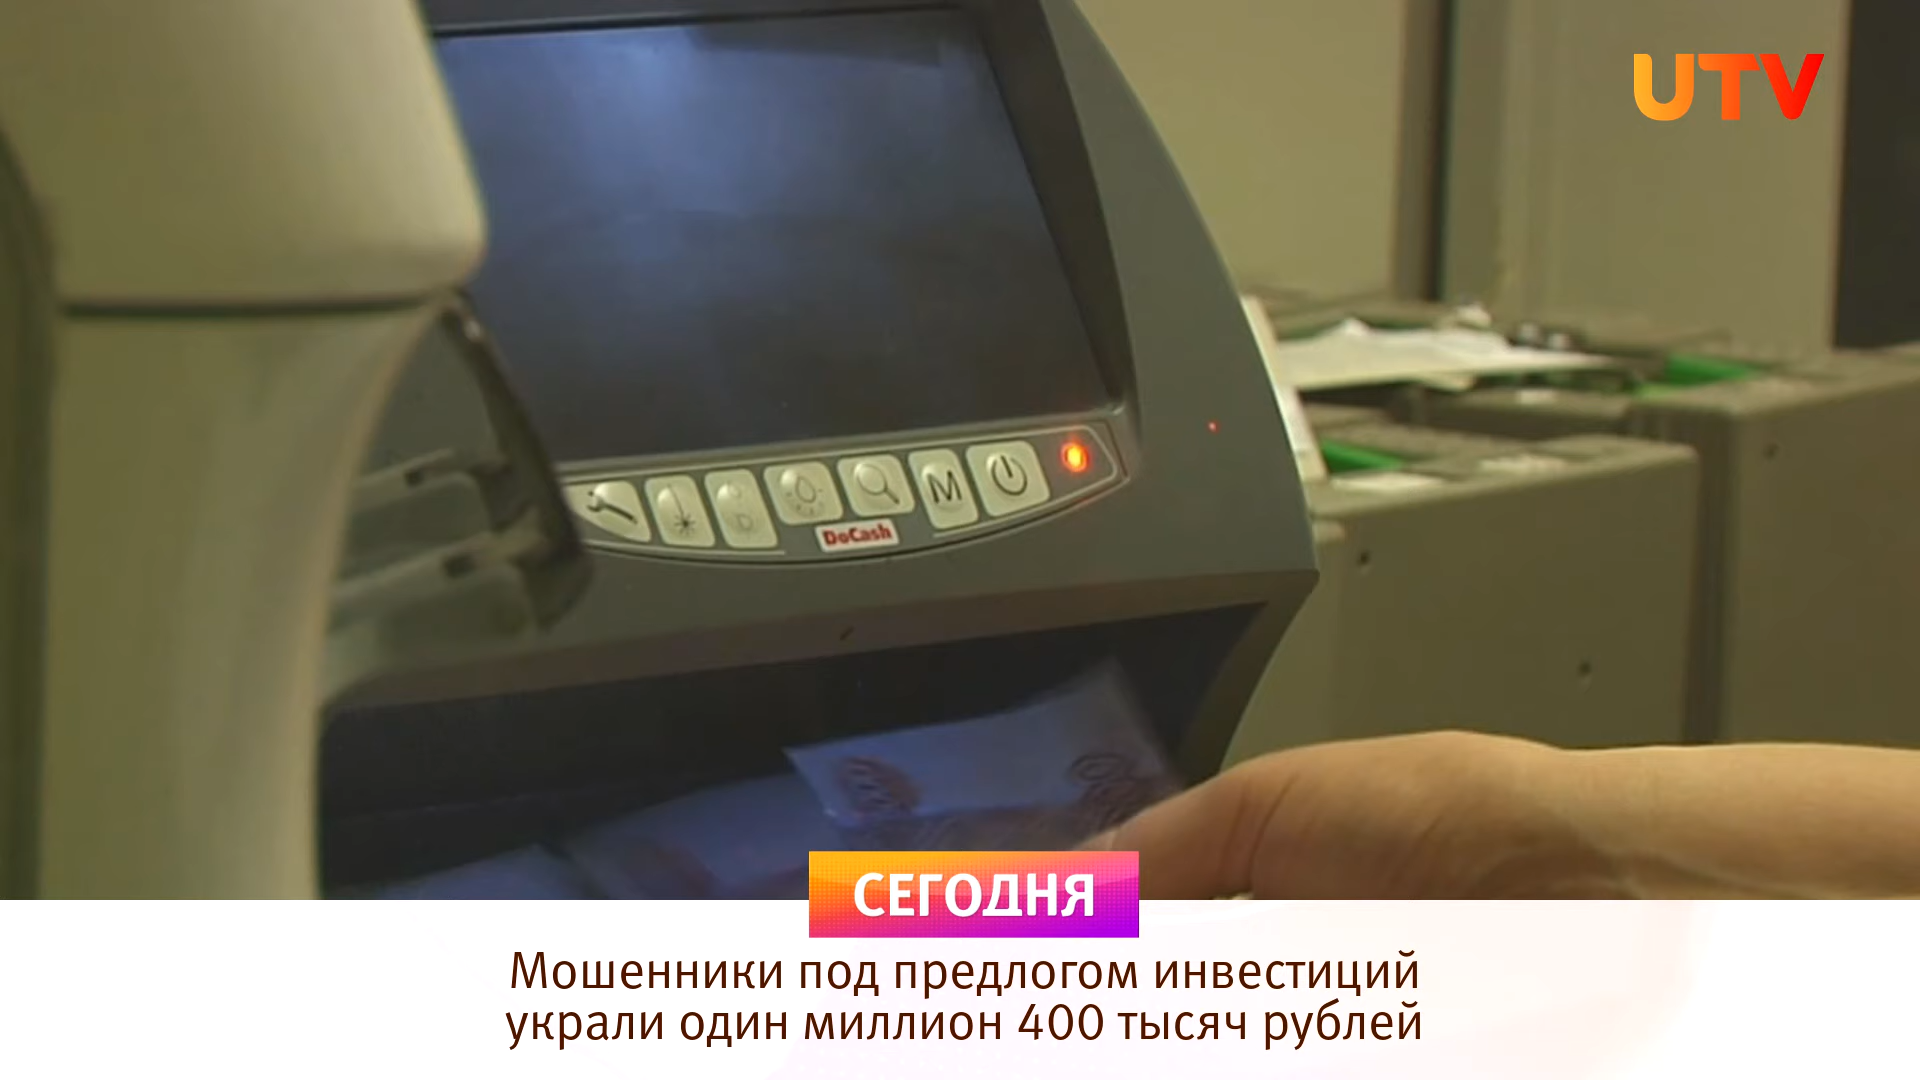 UTV
M
DoCash
СЕГОДНЯ
Мошенники под предлогом инвестиций
украли один миллион 400 тысяч рублей